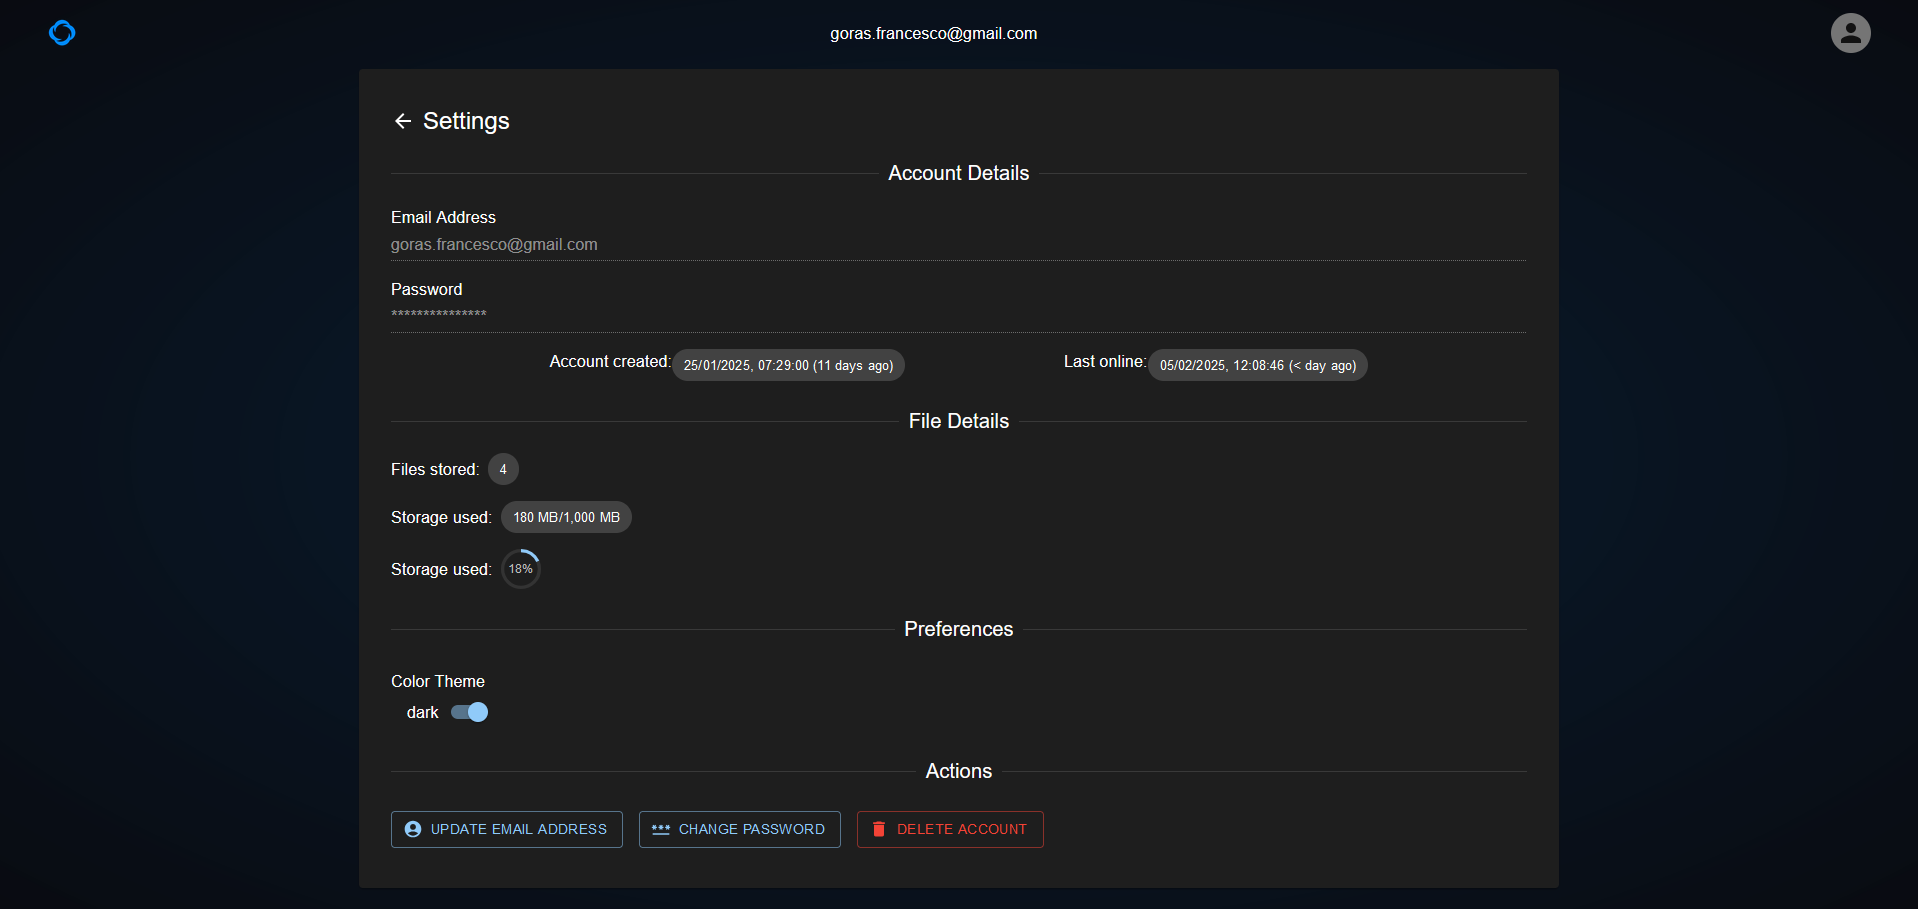 goras.francesco@gmail.com
Settings
Account Details
Email Address
goras.francesco@gmail.com
Password
***************
Account created: 25/01/2025, 07:29:00 (11 days ago) Last online: 05/02/2025, 12:08:46 (< day ago)
File Details
Files stored: 4
Storage used: 180 MB/1,000 MB
Storage used: 18%
Preferences
Color Theme
dark
Actions
UPDATE EMAIL ADDRESS *** CHANGE PASSWORD DELETE ACCOUNT